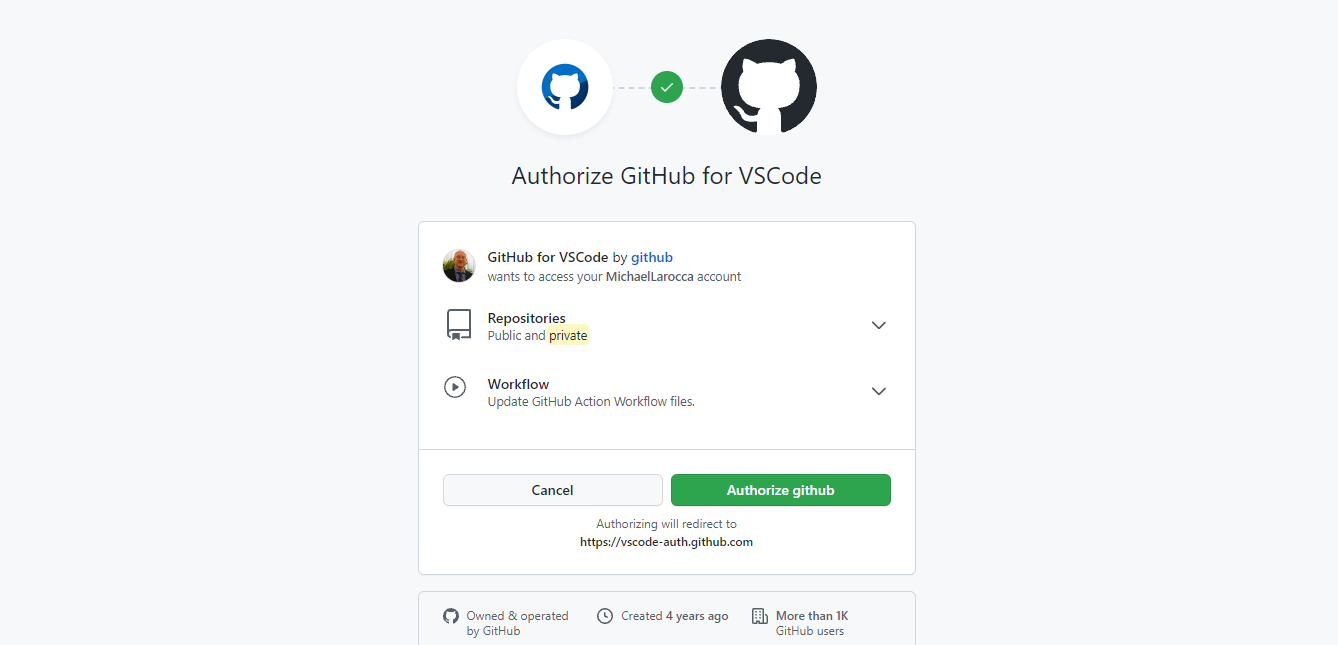 Authorize GitHub for VSCode
GitHub for VSCode by github
wants to access your MichaelLarocca account
Repositories
Public and private
Workflow
Update GitHub Action Workflow files.
Cancel
Authorize github
Authorizing will redirect to
https://vscode-auth.github.com
Owned & operated
by GitHub
Created 4 years ago
More than 1K
GitHub users